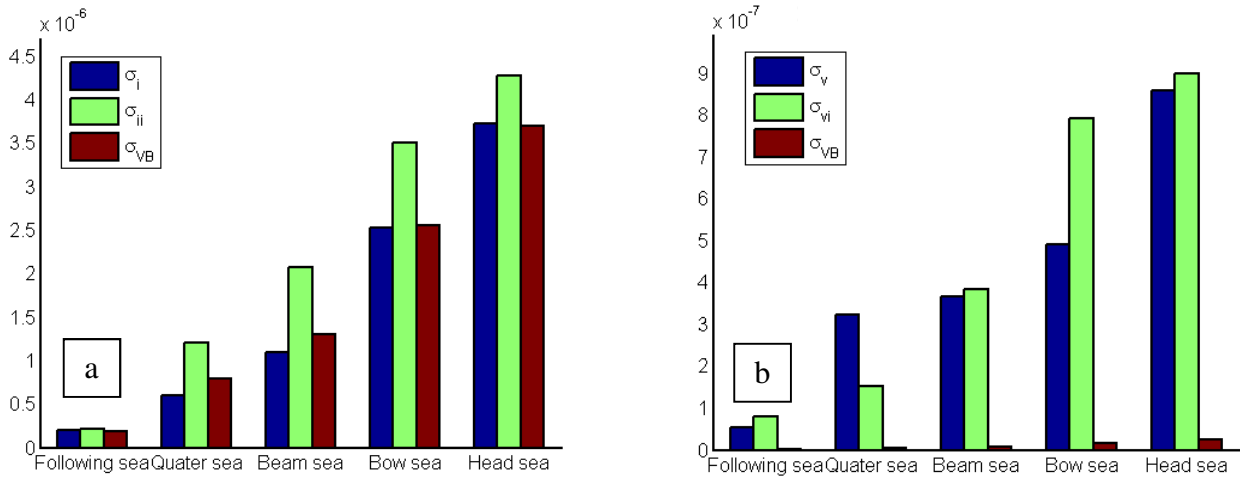 x 10⁻⁶
4.5
4
3.5
3
2.5
2
1.5
1
0.5
0
σi
σii
σVB
a
Following sea Quater sea Beam sea Bow sea Head sea
x 10⁻⁷
9
8
7
6
5
4
3
2
1
0
σv
σvi
σVB
b
Following sea Quater sea Beam sea Bow sea Head sea